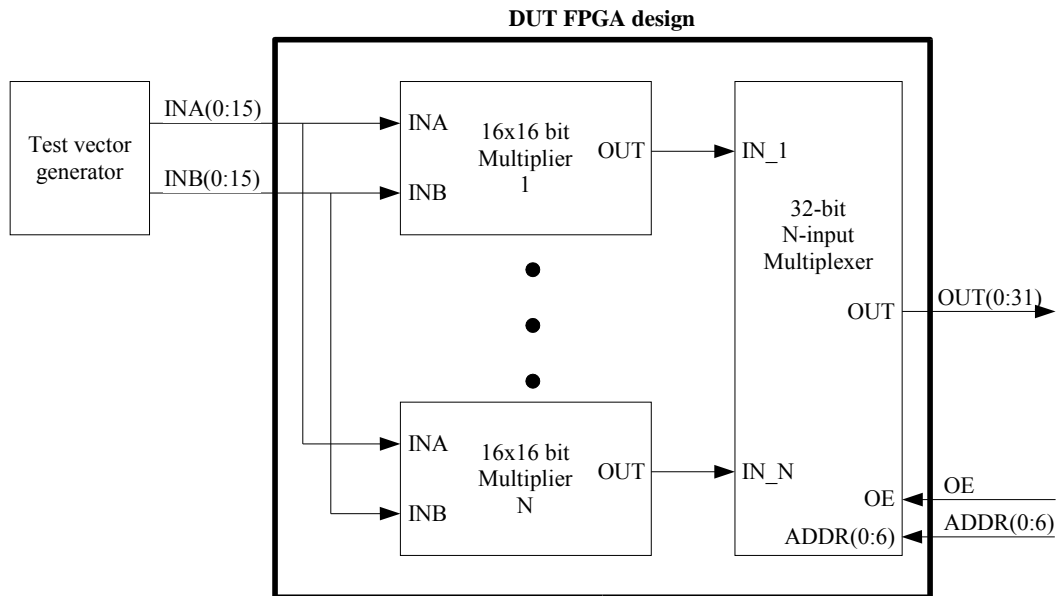 DUT FPGA design
Test vector
generator
INA(0:15)
INB(0:15)
INA
INB
16x16 bit
Multiplier
1
OUT
IN_1
32-bit
N-input
Multiplexer
OUT
OUT(0:31)
INA
INB
16x16 bit
Multiplier
N
OUT
IN_N
OE
ADDR(0:6)
OE
ADDR(0:6)